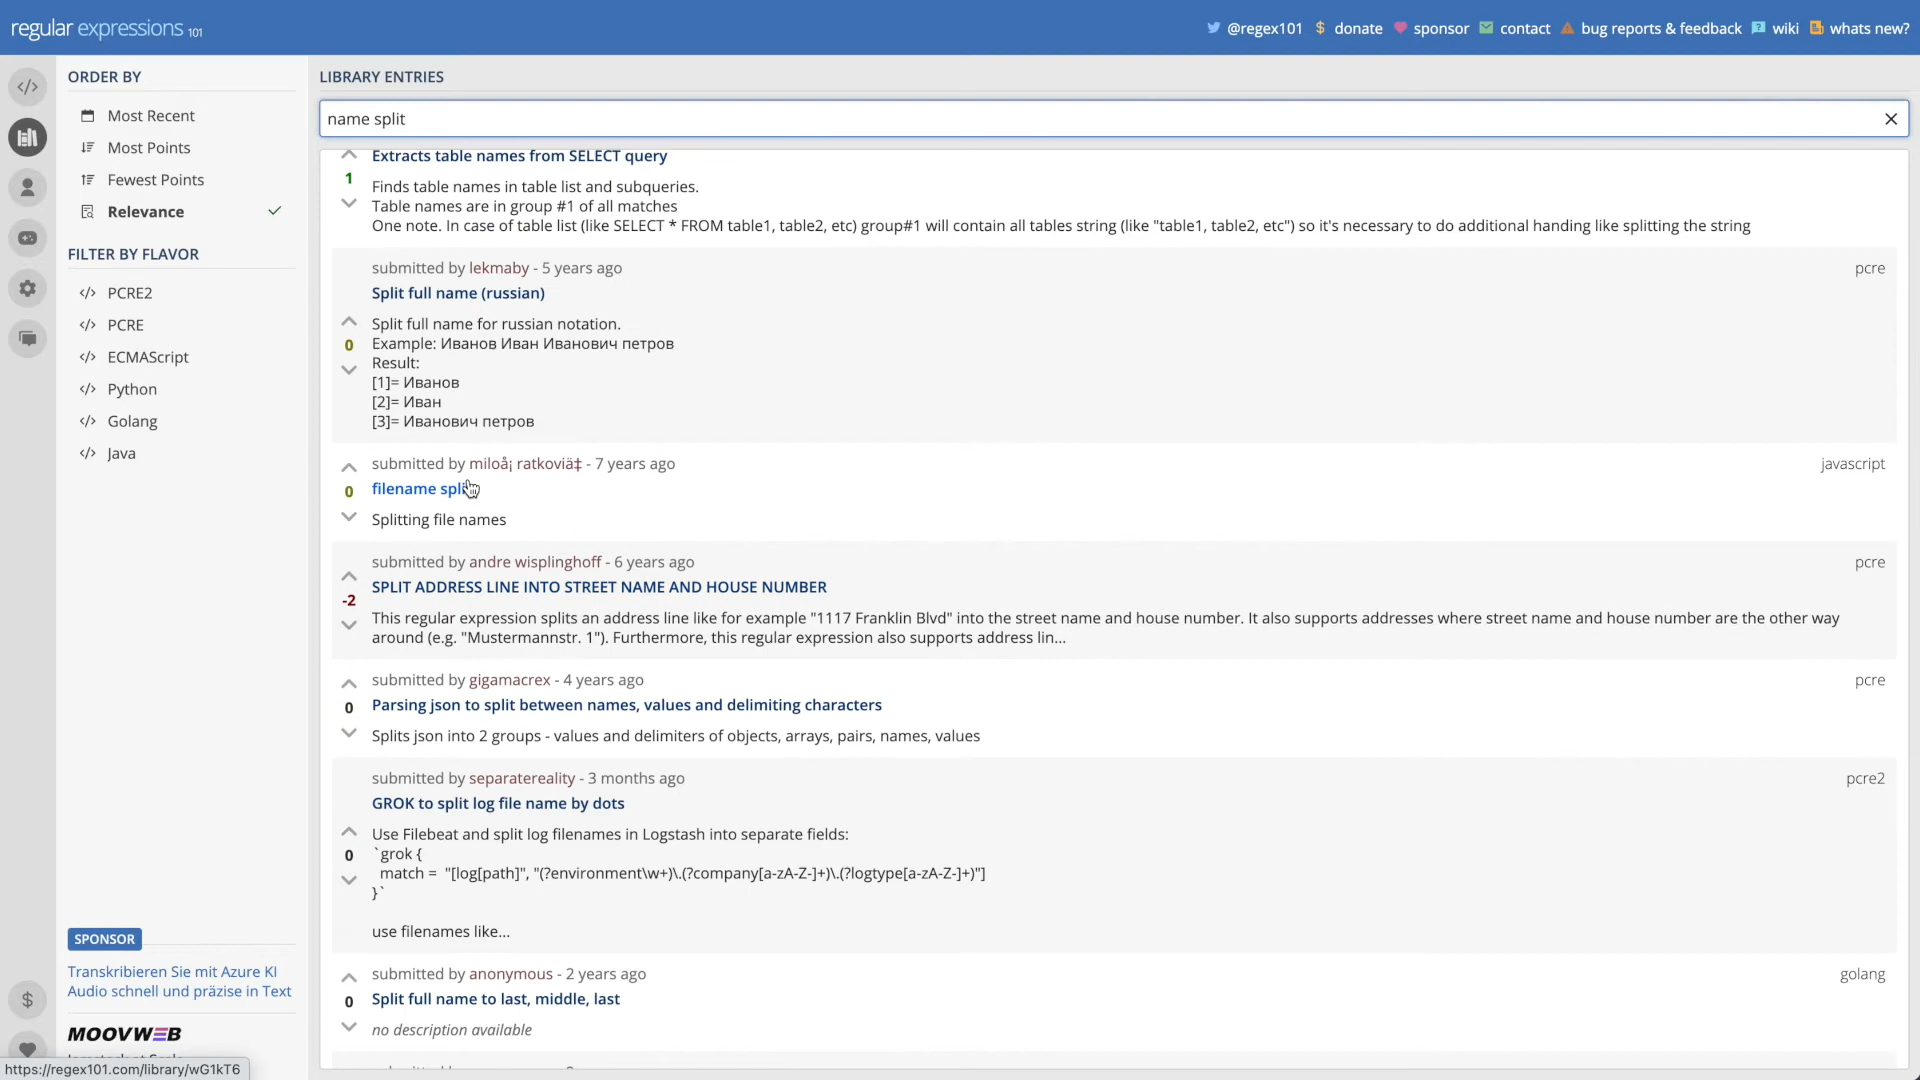 regular expressions 101
@regex101
donate
sponsor
contact
bug reports & feedback
wiki
whats new?
ORDER BY
Most Recent
Most Points
Fewest Points
Relevance
FILTER BY FLAVOR
PCRE2
PCRE
ECMAScript
Python
Golang
Java
SPONSOR
Transkribieren Sie mit Azure KI
Audio schnell und präzise in Text
MOOVWEB
https://regex101.com/library/wG1kT6
LIBRARY ENTRIES
name split
Extracts table names from SELECT query
1
Finds table names in table list and subqueries.
Table names are in group #1 of all matches
One note. In case of table list (like SELECT * FROM table1, table2, etc) group#1 will contain all tables string (like "table1, table2, etc") so it's necessary to do additional handing like splitting the string
submitted by lekmaby - 5 years ago
pcre
Split full name (russian)
0
Split full name for russian notation.
Example: Иванов Иван Иванович петров
Result:
[1]= Иванов
[2]= Иван
[3]= Иванович петров
submitted by miloå¡ ratkoviä‡ - 7 years ago
javascript
0
filename spli
Splitting file names
submitted by andre wisplinghoff - 6 years ago
pcre
SPLIT ADDRESS LINE INTO STREET NAME AND HOUSE NUMBER
-2
This regular expression splits an address line like for example "1117 Franklin Blvd" into the street name and house number. It also supports addresses where street name and house number are the other way
around (e.g. "Mustermannstr. 1"). Furthermore, this regular expression also supports address lin...
submitted by gigamacrex - 4 years ago
pcre
0
Parsing json to split between names, values and delimiting characters
Splits json into 2 groups - values and delimiters of objects, arrays, pairs, names, values
submitted by separatereality - 3 months ago
pcre2
GROK to split log file name by dots
0
Use Filebeat and split log filenames in Logstash into separate fields:
`grok {
match = "[log[path]", "(?environment\w+)\.(?company[a-zA-Z-]+)\.(?logtype[a-zA-Z-]+)"]
}`
use filenames like...
submitted by anonymous - 2 years ago
golang
0
Split full name to last, middle, last
no description available